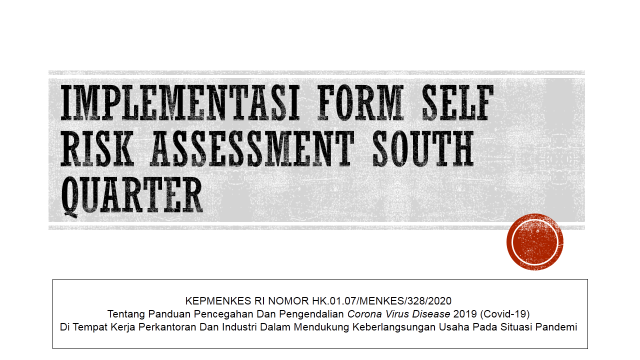 IMPLEMENTASI FORM SELF
RISK ASSESSMENT SOUTH
QUARTER
KEPMENKES RI NOMOR HK.01.07/MENKES/328/2020
Tentang Panduan Pencegahan Dan Pengendalian Corona Virus Disease 2019 (Covid-19)
Di Tempat Kerja Perkantoran Dan Industri Dalam Mendukung Keberlangsungan Usaha Pada Situasi Pandemi